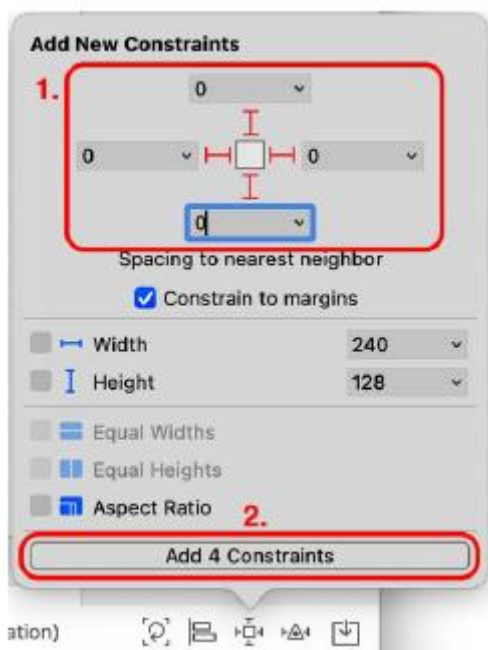 Add New Constraints
1.
0
0 0
0
Spacing to nearest neighbor
Constrain to margins
Width 240
Height 128
Equal Widths
Equal Heights
Aspect Ratio
2.
Add 4 Constraints
ation)